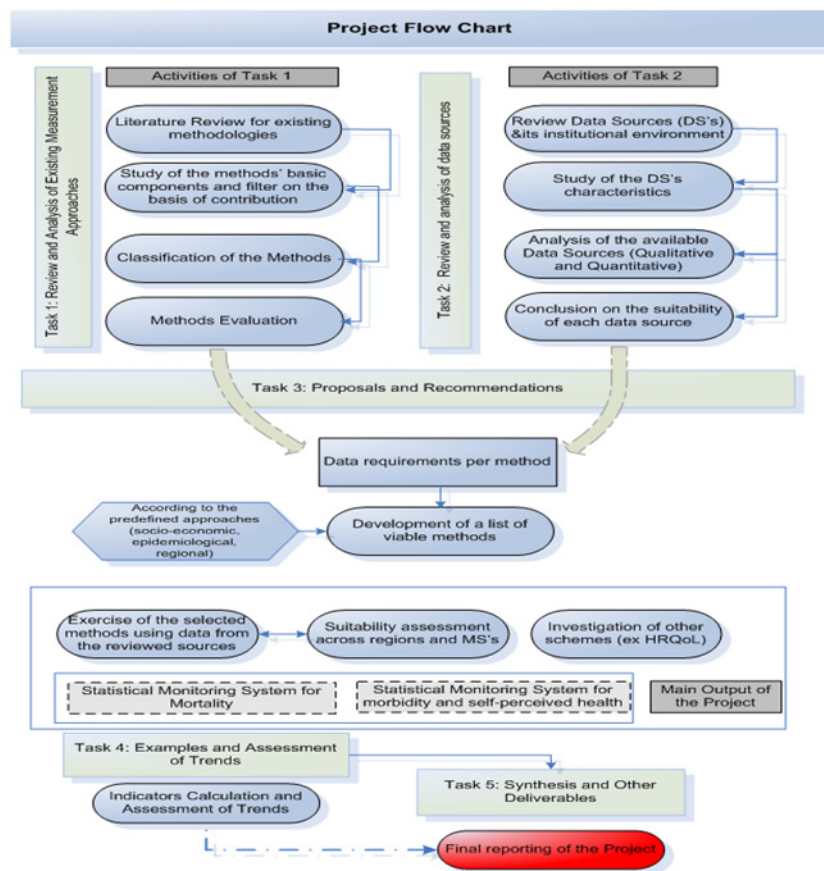 Project Flow Chart
Task 1: Review and Analysis of Existing Measurement
Approaches
Activities of Task 1
Literature Review for existing
methodologies
Study of the methods' basic
components and filter on the
basis of contribution
Classification of the Methods
Methods Evaluation
Task 2: Review and analysis of data sources
Activities of Task 2
Review Data Sources (DS's)
&its institutional environment
Study of the DS's
characteristics
Analysis of the available
Data Sources (Qualitative
and Quantitative)
Conclusion on the suitability
of each data source
Task 3: Proposals and Recommendations
Data requirements per method
According to the
predefined approaches
(socio-economic,
epidemiological,
regional)
Development of a list of
viable methods
Exercise of the selected
methods using data from
the reviewed sources
Suitability assessment
across regions and MS's
Investigation of other
schemes (ex HRQoL)
Statistical Monitoring System for
Mortality
Statistical Monitoring System for
morbidity and self-perceived health
Main Output of
the Project
Task 4: Examples and Assessment
of Trends
Indicators Calculation and
Assessment of Trends
Task 5: Synthesis and Other
Deliverables
Final reporting of the Project